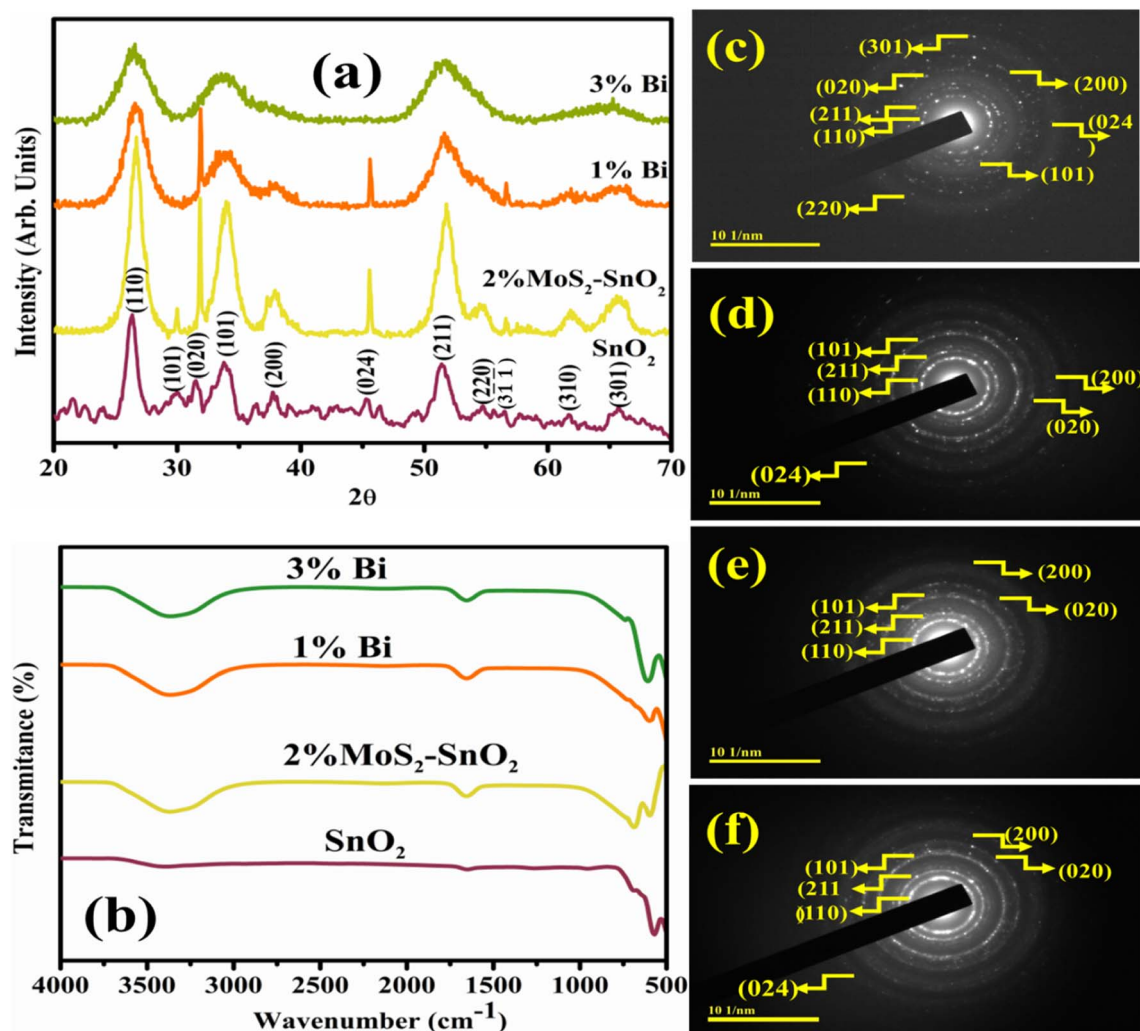 (a)
3% Bi
1% Bi
2%MoS2-SnO2
SnO2
(110)
(101)
(020)
(101)
(200)
(024)
(211)
(220)
(3̅1̅ 1)
(310)
(301)
Intensity (Arb. Units)
20 30 40 50 60 70
2θ
(b)
3% Bi
1% Bi
2%MoS2-SnO2
SnO2
Transmitance (%)
4000 3500 3000 2500 2000 1500 1000 500
Wavenumber (cm-1)
(c)
(301)
(020)
(200)
(211)
(110)
(024
)
(101)
(220)
10 1/nm
(d)
(101)
(211)
(110)
(200)
(020)
(024)
10 1/nm
(e)
(200)
(101)
(020)
(211)
(110)
10 1/nm
(f)
(200)
(101)
(020)
(211
)
(110)
(024)
10 1/nm